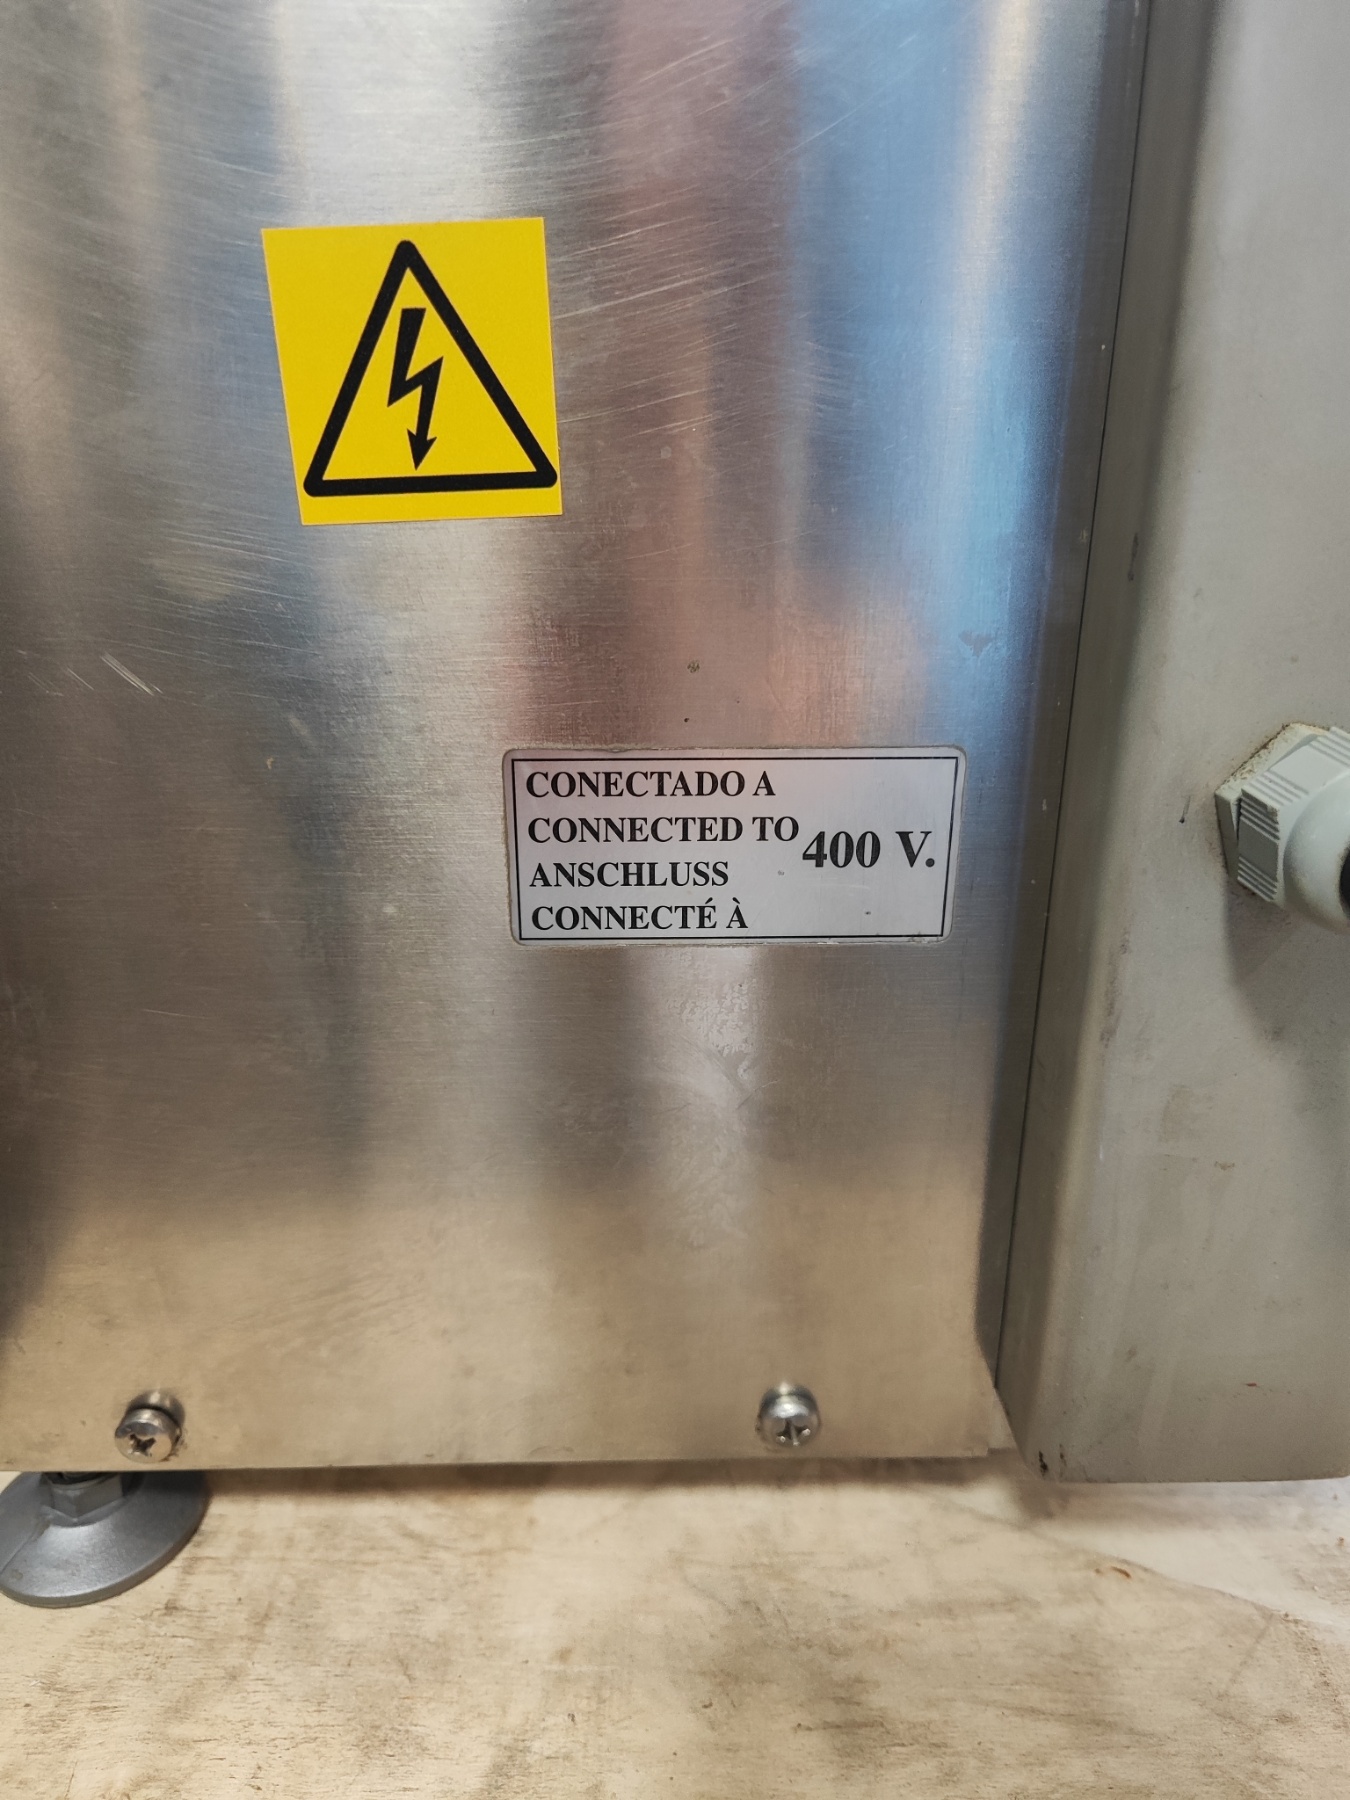 CONECTADO A
CONNECTED TO 400 V.
ANSCHLUSS
CONNECTÉ À